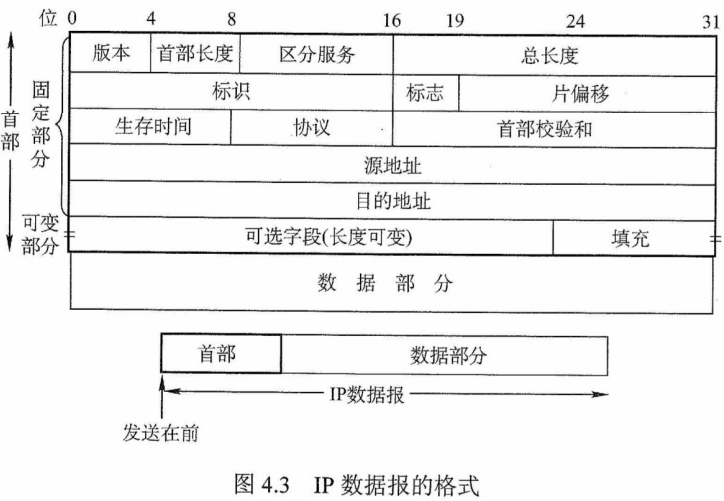 位 0 4 8 16 19 24 31
版本 首部长度 区分服务 总长度
标识 标志 片偏移
生存时间 协议 首部校验和
源地址
目的地址
可选字段(长度可变) 填充
数 据 部 分
首部
固定部分
可变部分
首部 数据部分
IP数据报
发送在前
图 4.3 IP 数据报的格式